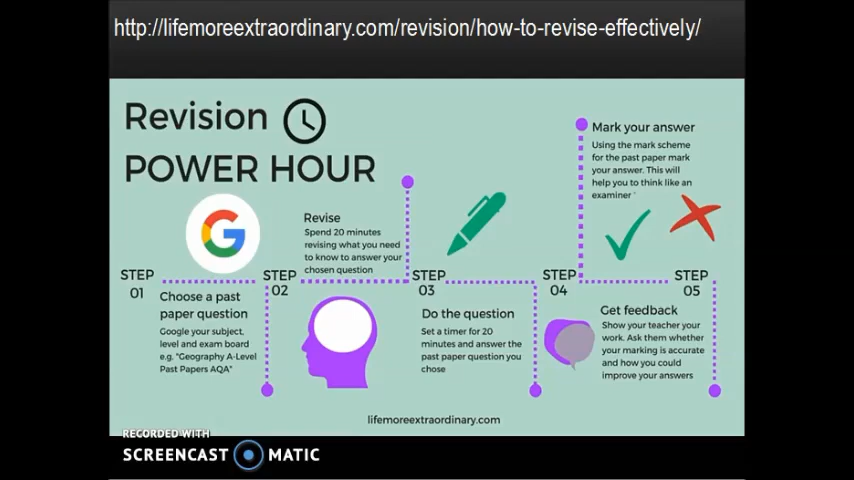 http://lifemoreextraordinary.com/revision/how-to-revise-effectively/
Revision
POWER HOUR
STEP
01
Choose a past
paper question
Google your subject,
level and exam board
e.g. "Geography A-Level
Past Papers AQA"
STEP
02
Revise
Spend 20 minutes
revising what you need
to know to answer your
chosen question
STEP
03
Do the question
Set a timer for 20
minutes and answer the
past paper question you
chose
STEP
04
Mark your answer
Using the mark scheme
for the past paper mark
your answer. This will
help you to think like an
examiner "
STEP
05
Get feedback
Show your teacher your
work. Ask them whether
your marking is accurate
and how you could
improve your answers
lifemoreextraordinary.com
RECORDED WITH
SCREENCAST MATIC